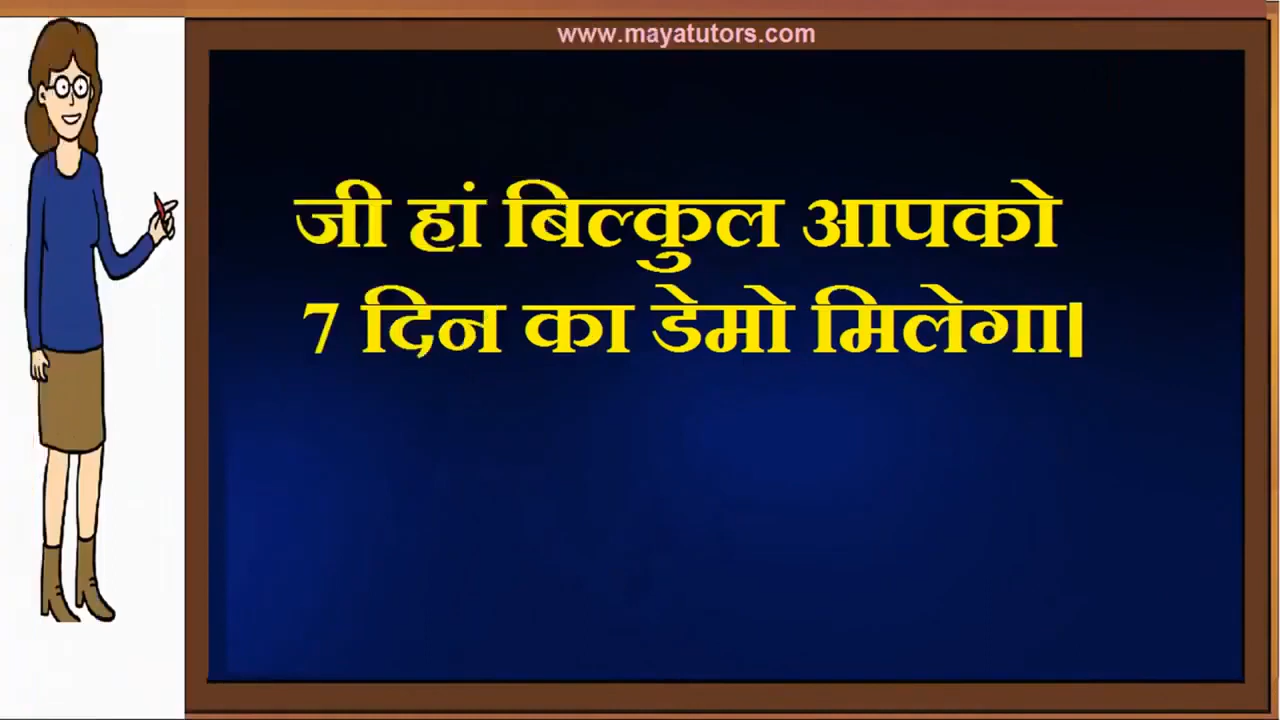 www.mayatutors.com
जी हां बिल्कुल आपको
7 दिन का डेमो मिलेगा।